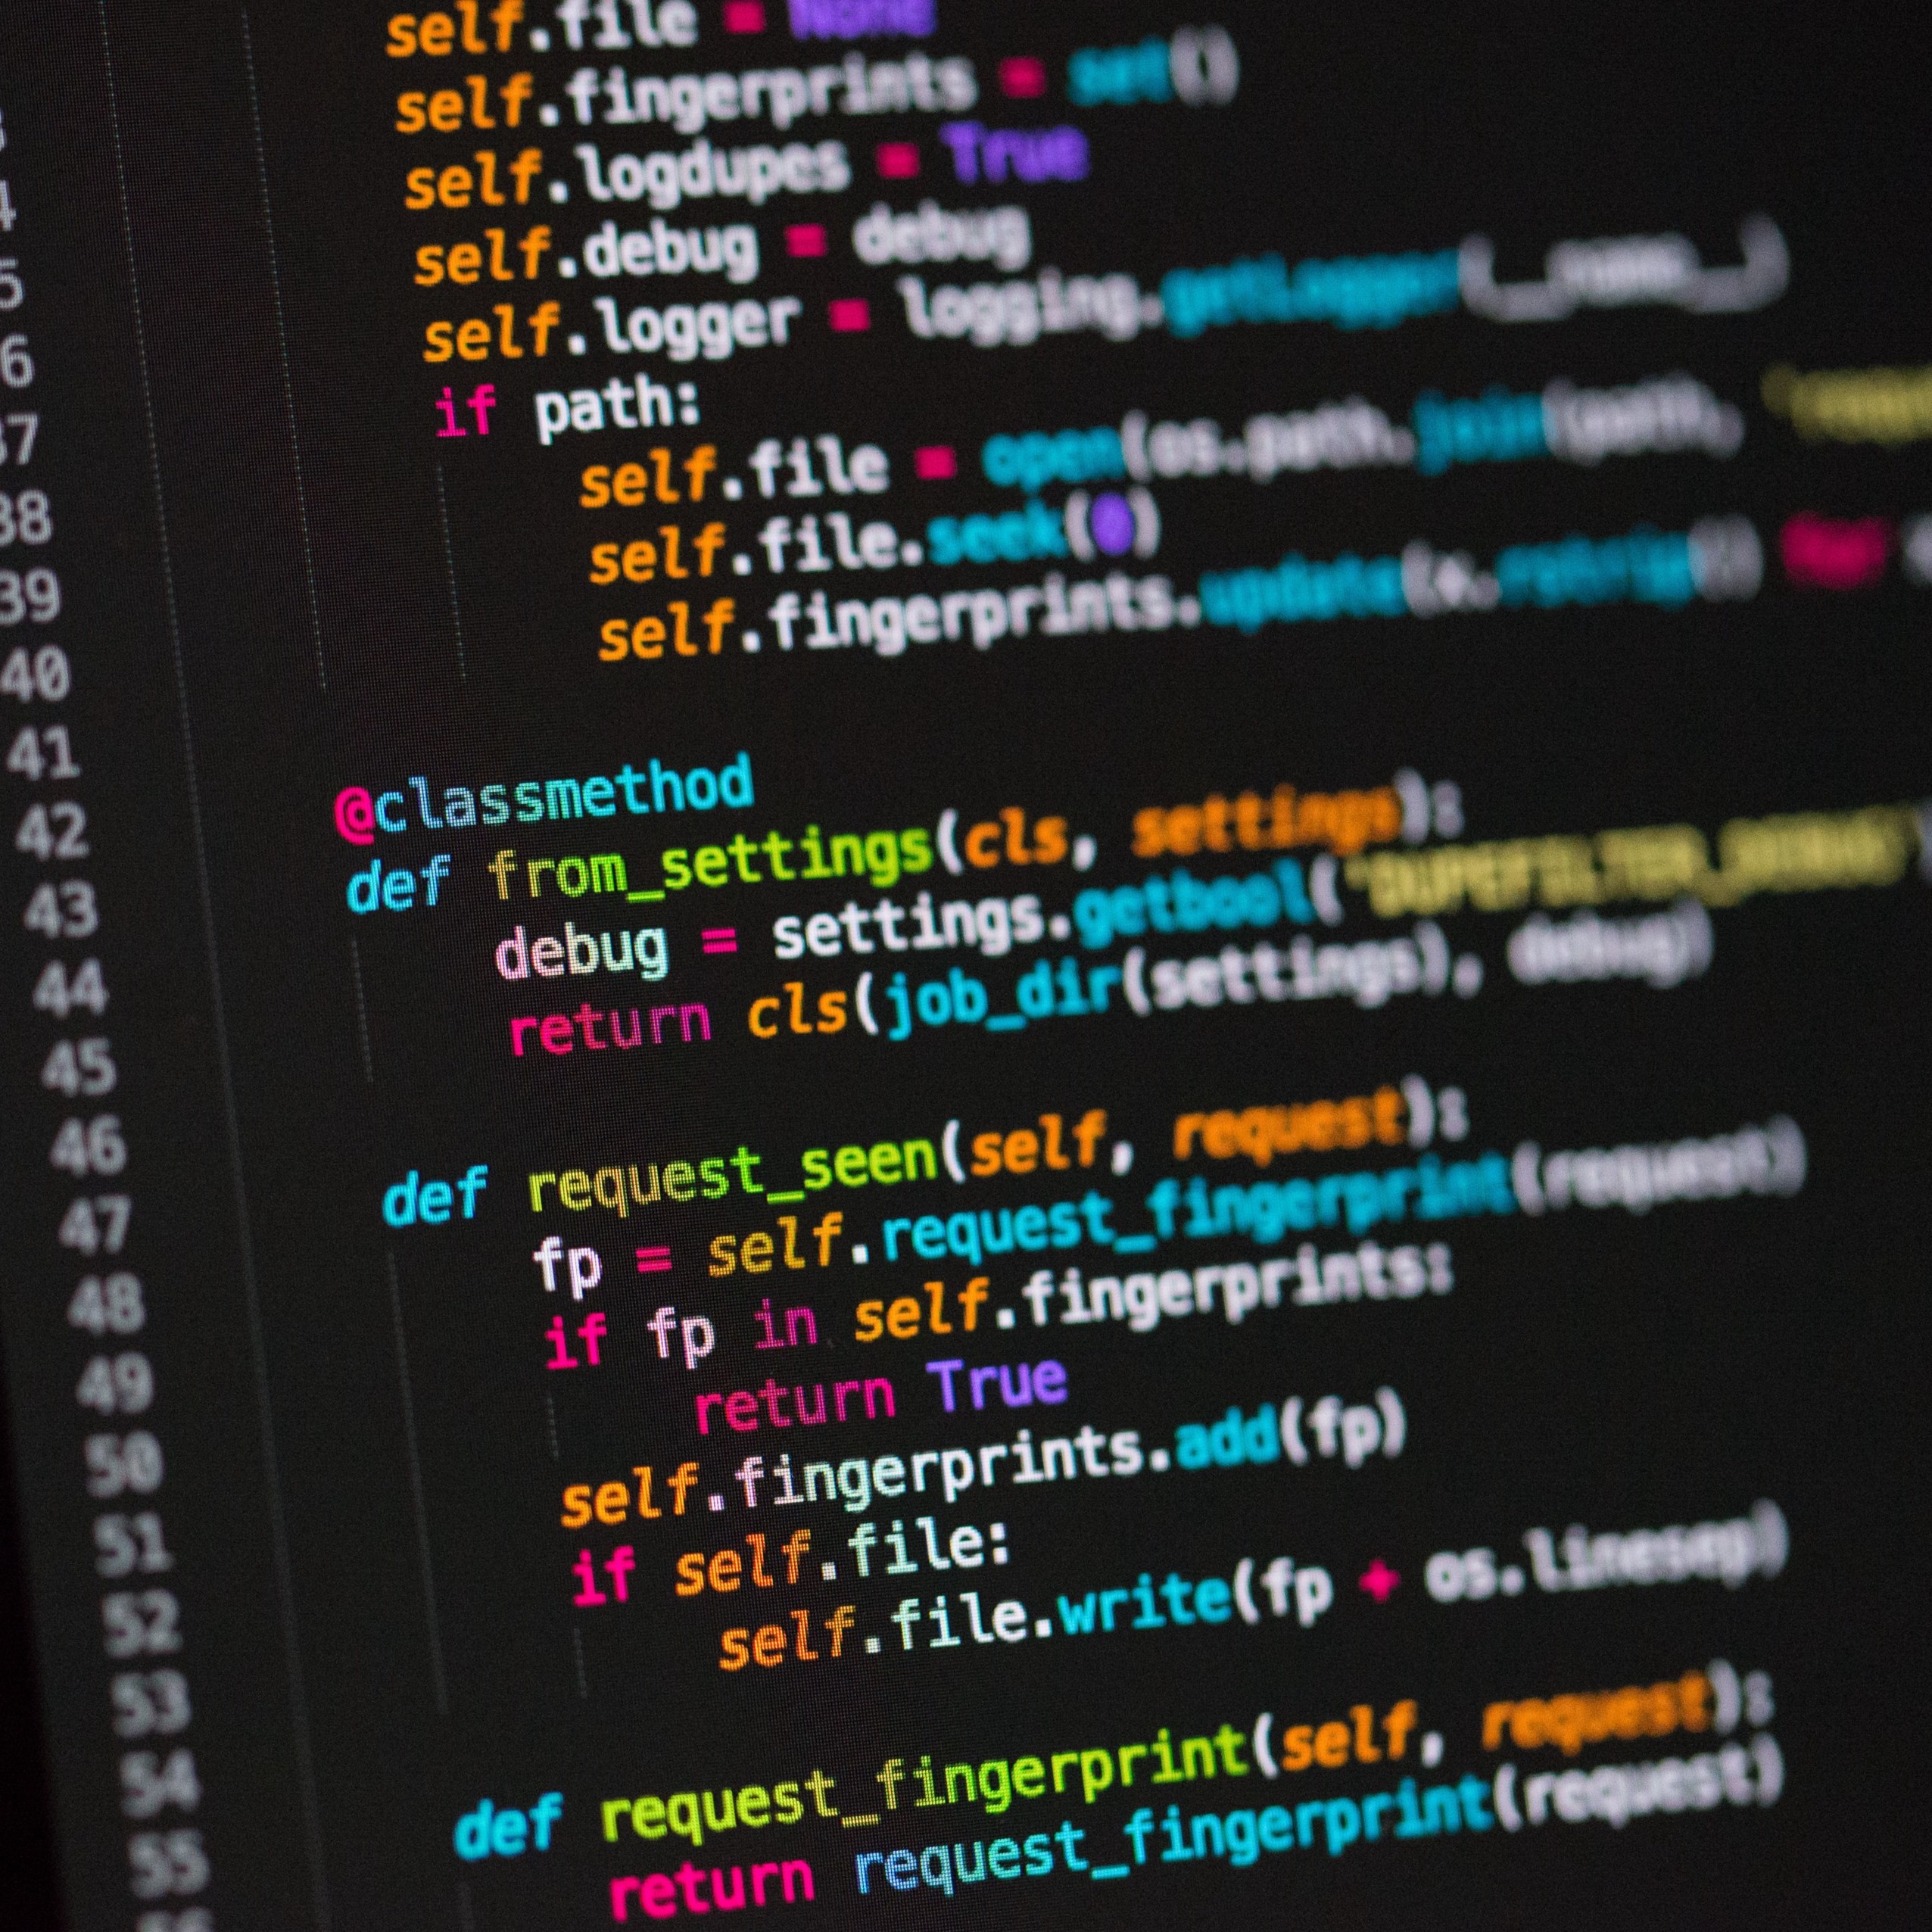 self.file = None
3 self.fingerprints = set()
4 self.logdupes = True
5 self.debug = debug
6 self.logger = logging.getLogger(__name__)
37 if path:
38 self.file = open(os.path.join(path,
39 self.file.seek(0)
40 self.fingerprints.update(x.rstrip() for
41
42 @classmethod
43 def from_settings(cls, settings):
44 debug = settings.getbool('DUPEFILTER_DEBUG'
45 return cls(job_dir(settings), debug)
46
47 def request_seen(self, request):
48 fp = self.request_fingerprint(request)
49 if fp in self.fingerprints:
50 return True
51 self.fingerprints.add(fp)
52 if self.file:
53 self.file.write(fp + os.linesep)
54
55 def request_fingerprint(self, request):
return request_fingerprint(request)